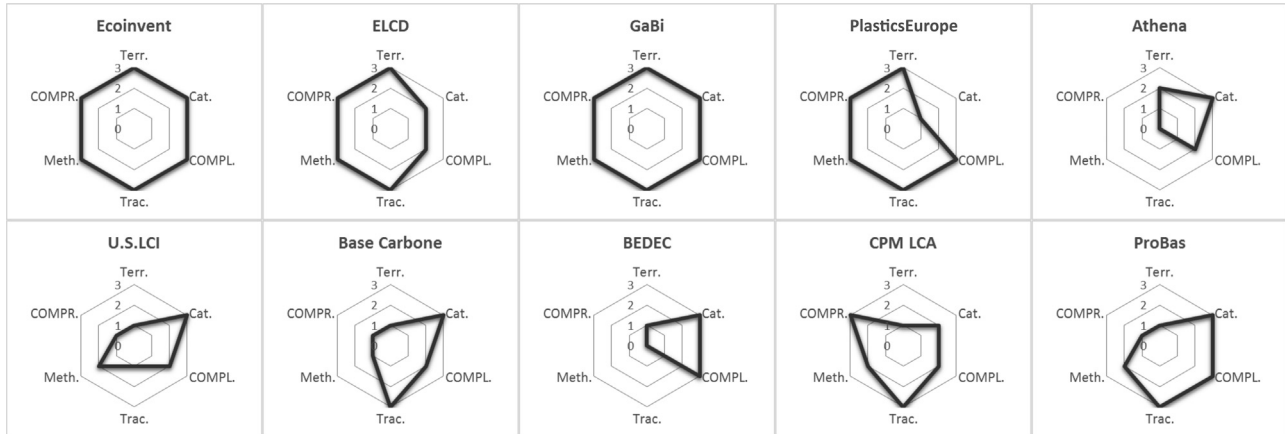 Ecoinvent
Terr.
3
COMPR. 2 Cat.
1
0
Meth. COMPL.
Trac.
ELCD
Terr.
3
COMPR. 2 Cat.
1
0
Meth. COMPL.
Trac.
GaBi
Terr.
3
COMPR. 2 Cat.
1
0
Meth. COMPL.
Trac.
PlasticsEurope
Terr.
3
COMPR. 2 Cat.
1
0
Meth. COMPL.
Trac.
Athena
Terr.
3
COMPR. 2 Cat.
1
0
Meth. COMPL.
Trac.
U.S.LCI
Terr.
3
COMPR. 2 Cat.
1
0
Meth. COMPL.
Trac.
Base Carbone
Terr.
3
COMPR. 2 Cat.
1
0
Meth. COMPL.
Trac.
BEDEC
Terr.
3
COMPR. 2 Cat.
1
0
Meth. COMPL.
Trac.
CPM LCA
Terr.
3
COMPR. 2 Cat.
1
0
Meth. COMPL.
Trac.
ProBas
Terr.
3
COMPR. 2 Cat.
1
0
Meth. COMPL.
Trac.